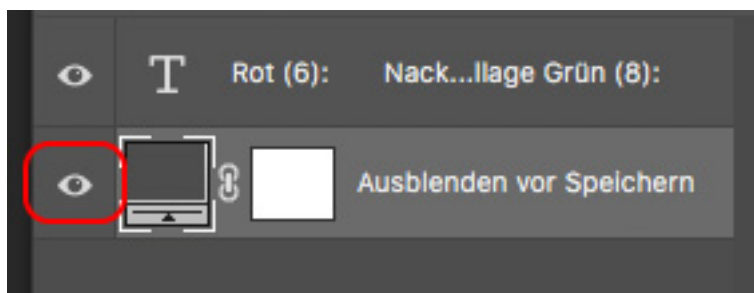 Rot (6): Nack...llage Grün (8):
Ausblenden vor Speichern